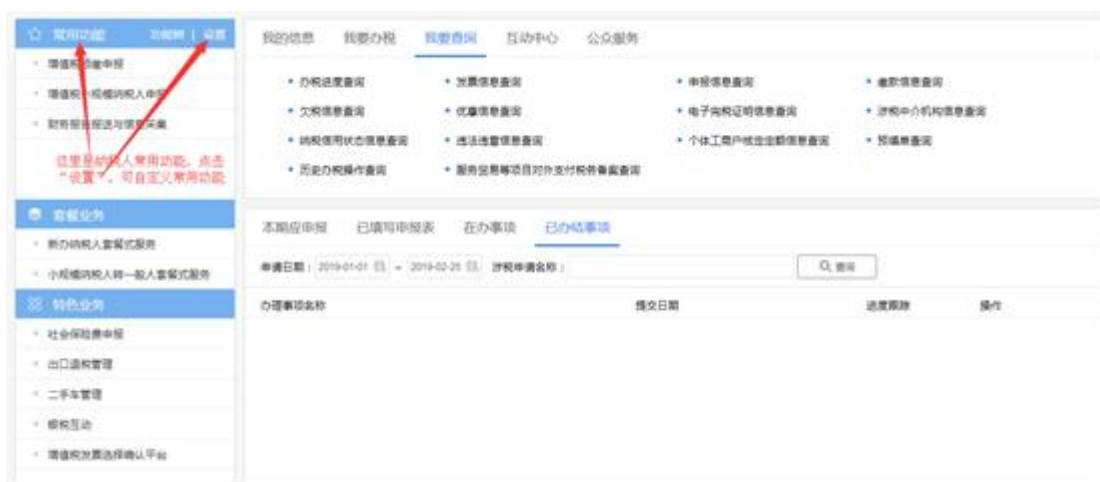 常用功能 功能树 | 设置
增值税预缴申报
增值税小规模纳税人申报
财务报表报送与信息采集
这里是纳税人常用功能。点击
“设置”，可自定义常用功能
套餐业务
新办纳税人套餐式服务
小规模纳税人转一般人套餐式服务
特色业务
社会保险费申报
出口退税管理
二手车管理
银税互动
增值税发票选择确认平台
我的信息 我要办税 我要查询 互动中心 公众服务
办税进度查询 发票信息查询 申报信息查询 缴款信息查询
欠税信息查询 优惠信息查询 电子完税证明信息查询 涉税中介机构信息查询
纳税信用状态信息查询 违法违章信息查询 个体工商户核定定额信息查询 预填单查询
历史办税操作查询 服务贸易等项目对外支付税务备案查询
本期应申报 已填写申报表 在办事项 已办结事项
申请日期： 2019-01-01 - 2019-02-25 涉税申请名称： 查询
办理事项名称 提交日期 进度跟踪 操作